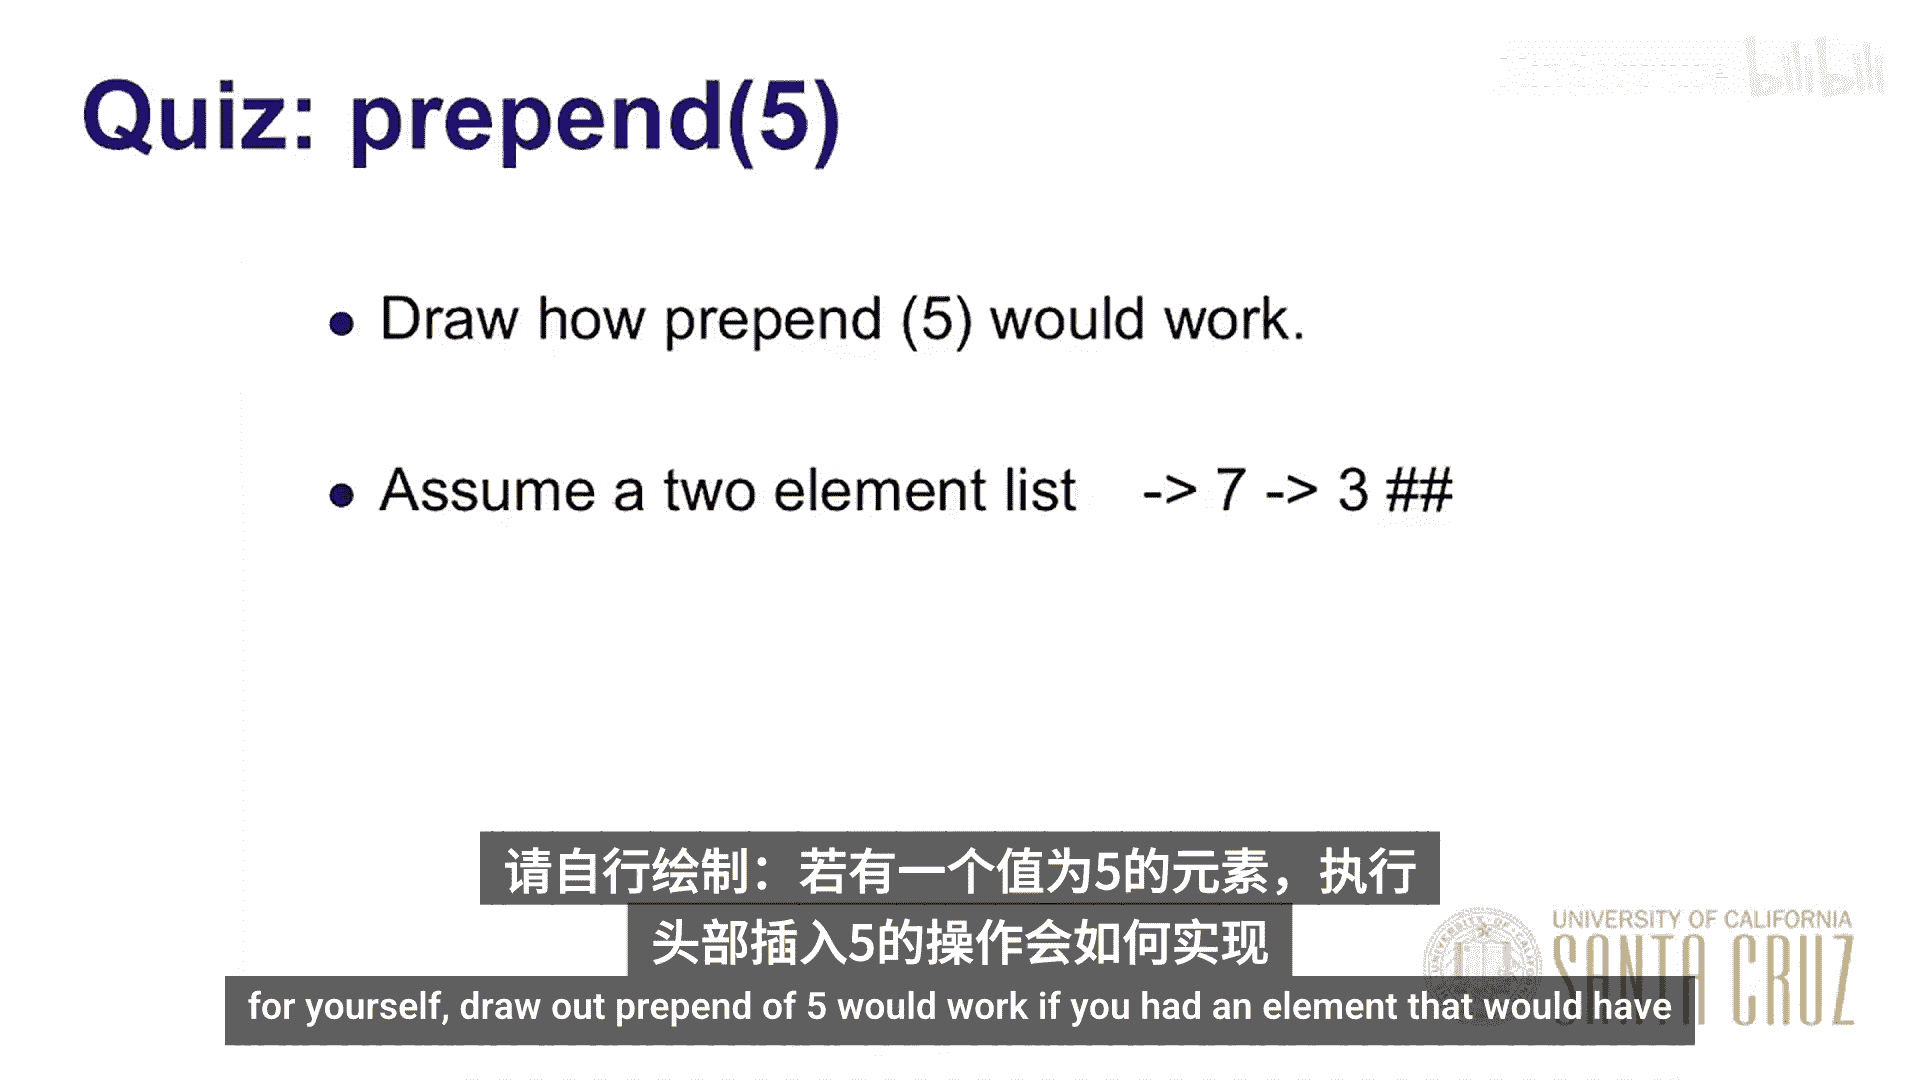 bilibili
Quiz: prepend(5)
● Draw how prepend (5) would work.
● Assume a two element list -> 7 -> 3 ##
请自行绘制：若有一个值为5的元素，执行
头部插入5的操作会如何实现
for yourself, draw out prepend of 5 would work if you had an element that would have
UNIVERSITY OF CALIFORNIA
SANTA CRUZ